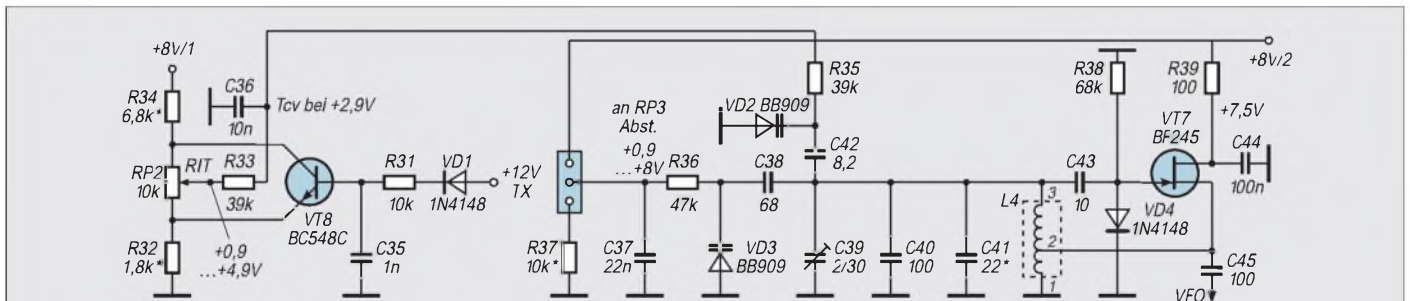 +8V/1
R34
6,8k*
C36
10n
Tcv bei +2,9V
RP2
10k
RIT
R33
39k
R32
1,8k*
+0,9
...+4,9V
VT8
BC548C
R31
10k
VD1
1N4148
+12V
TX
C35
1n
R37
10k*
an RP3
Abst.
+0,9
...+8V
C37
22n
R36
47k
VD3
BB909
C38
68
R35
39k
VD2 BB909
C42
8,2
C39
2/30
C40
100
C41
22*
L4
3
2
1
C43
10
R38
68k
VD4
1N4148
VT7
BF245
R39
100
+7,5V
+8V/2
C44
100n
C45
100
VFO